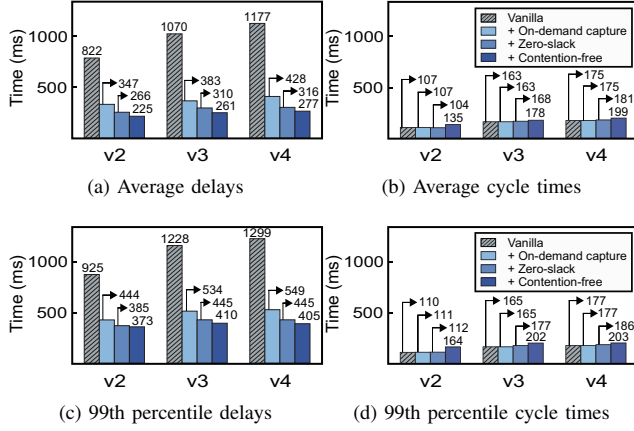 Time (ms)
1000
500
822
347
266
225
1070
383
310
261
1177
428
316
277
v2
v3
v4
(a) Average delays
Time (ms)
1000
500
Vanilla
+ On-demand capture
+ Zero-slack
+ Contention-free
107
107
104
135
163
163
168
178
175
175
181
199
v2
v3
v4
(b) Average cycle times
Time (ms)
1000
500
925
444
385
373
1228
534
445
410
1299
549
445
405
v2
v3
v4
(c) 99th percentile delays
Time (ms)
1000
500
Vanilla
+ On-demand capture
+ Zero-slack
+ Contention-free
110
111
112
164
165
165
177
202
177
177
186
203
v2
v3
v4
(d) 99th percentile cycle times